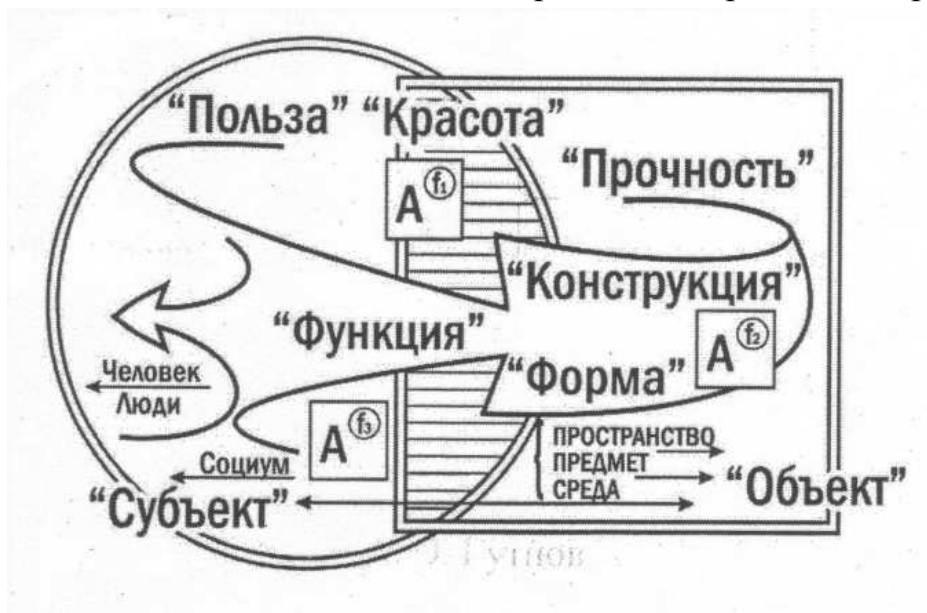 “Польза” “Красота”
“Прочность”
A f₁
“Конструкция”
“Функция”
A f₂
“Форма”
Человек
Люди
A f₃
ПРОСТРАНСТВО
ПРЕДМЕТ
СРЕДА
Социум
“Субъект”
“Объект”